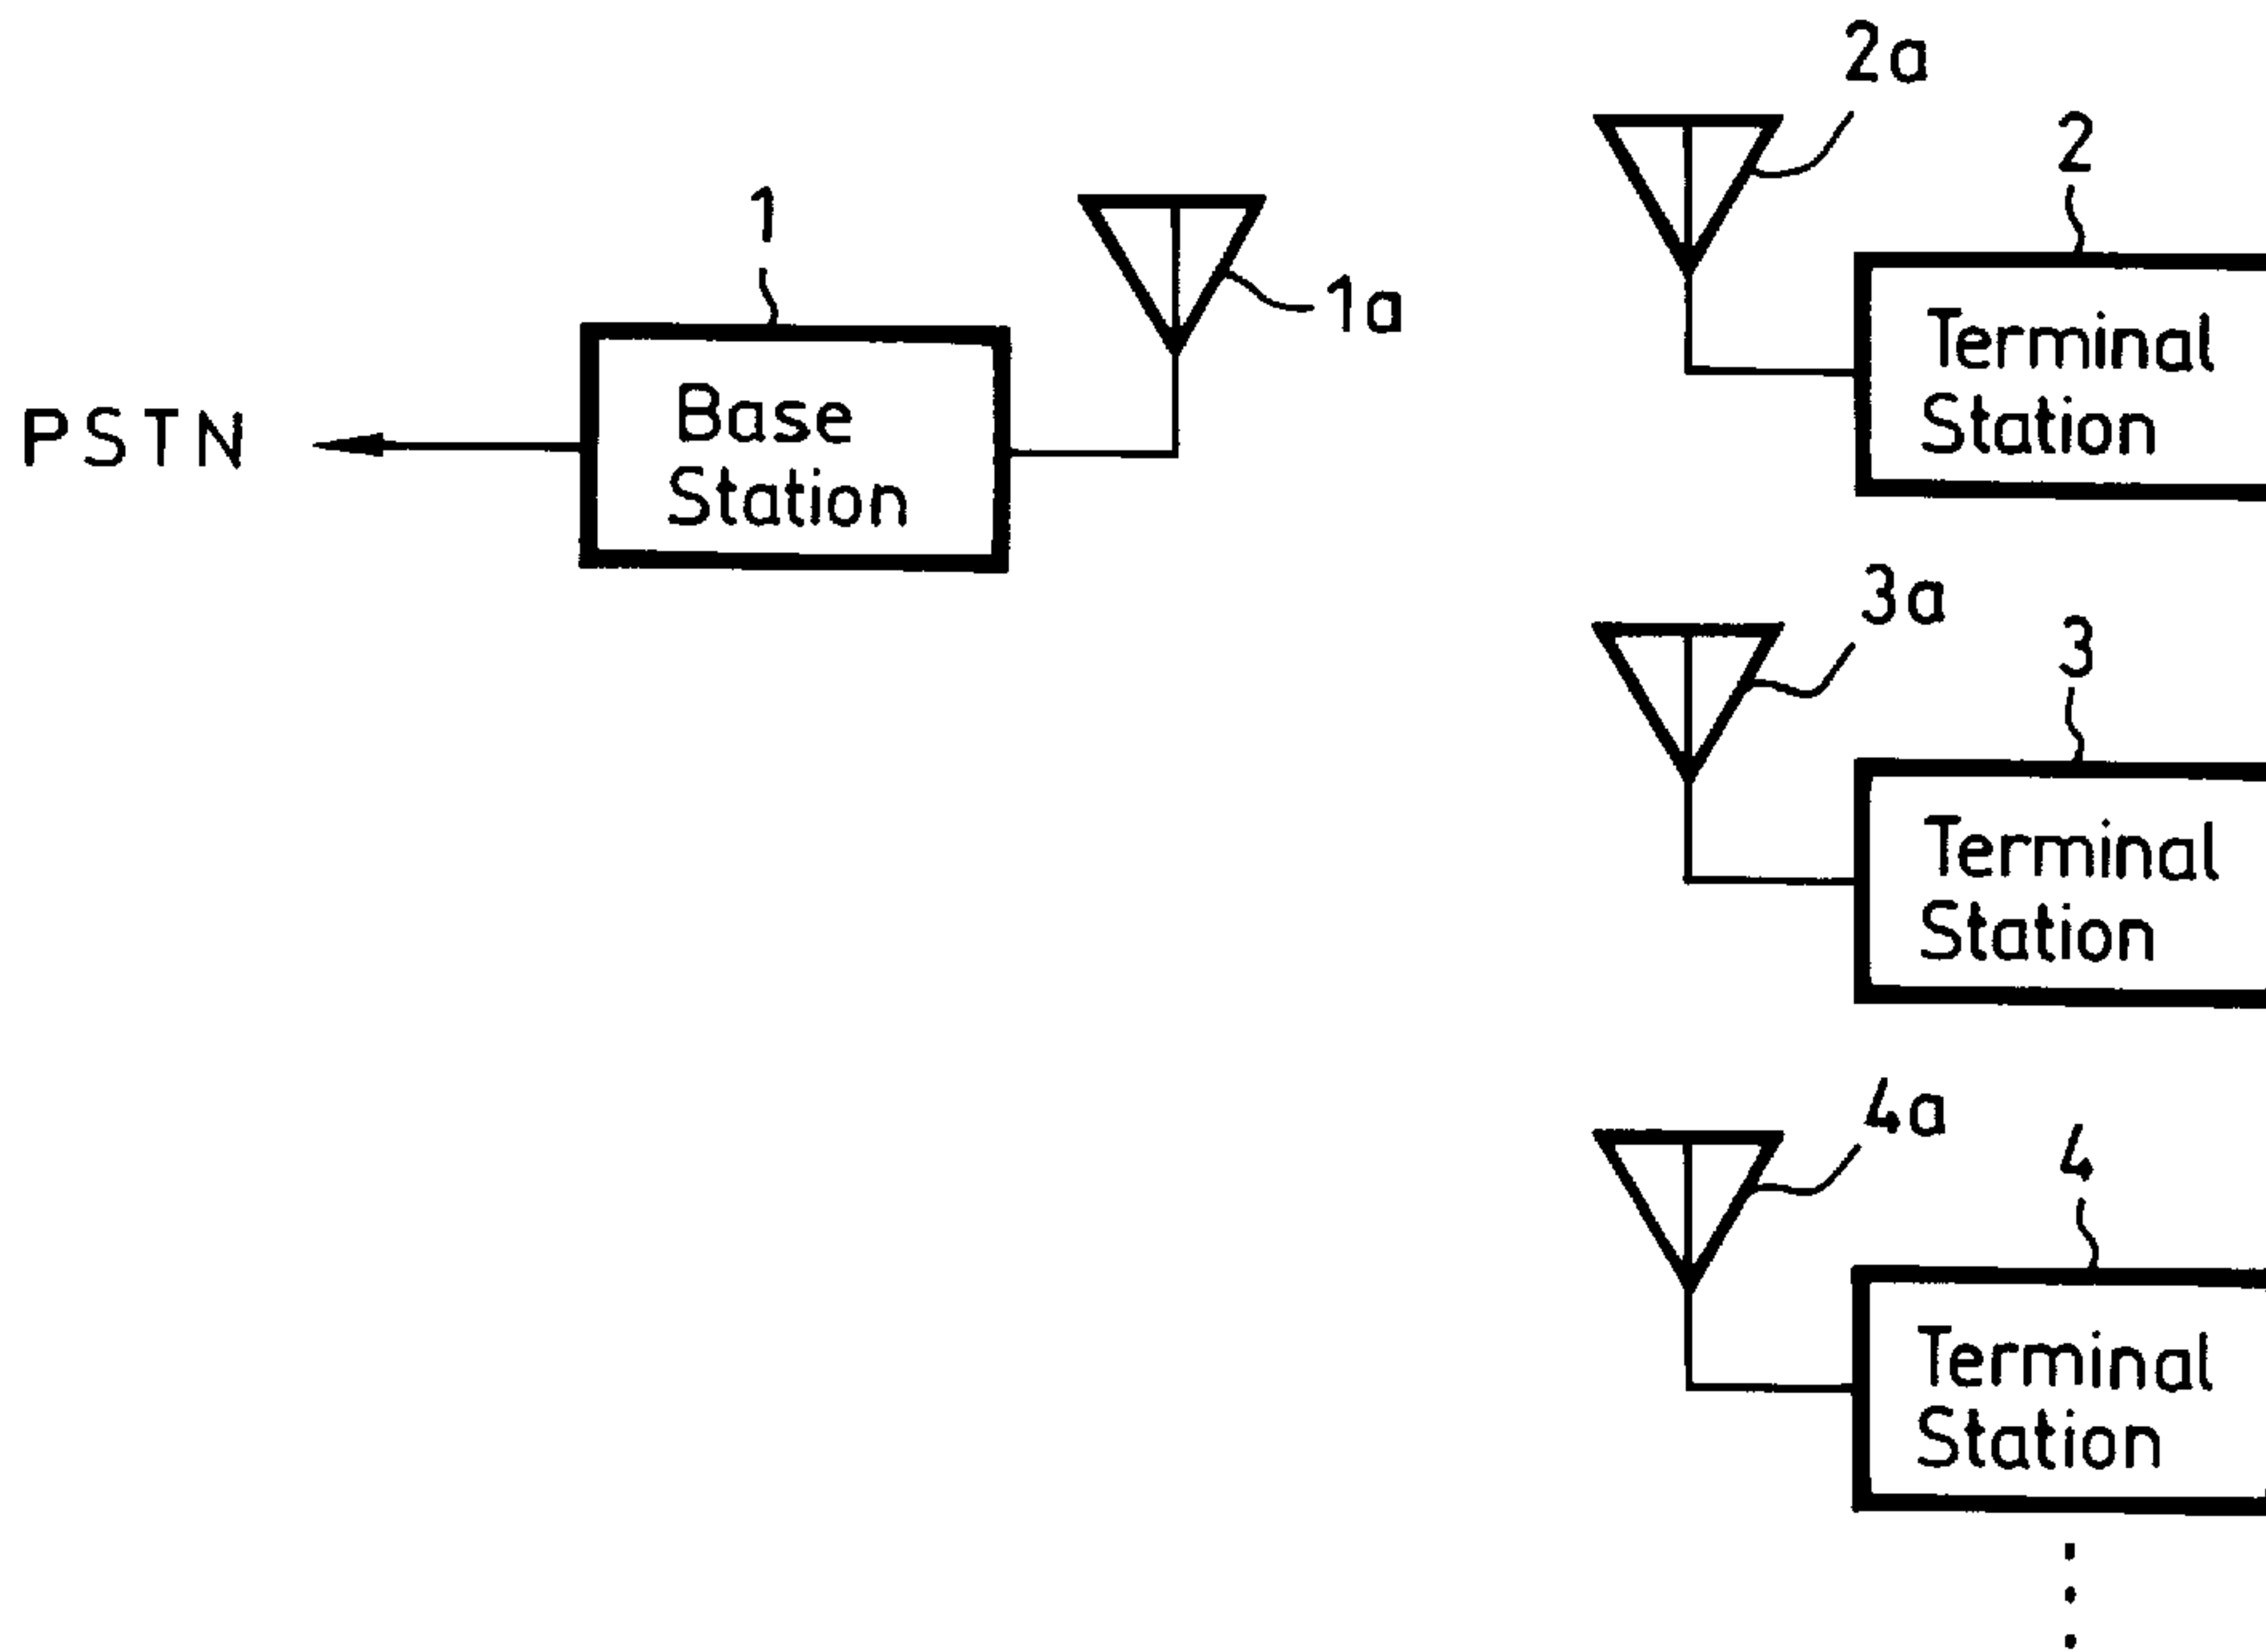 PSTN
1
Base
Station
1a
2a
2
Terminal
Station
3a
3
Terminal
Station
4a
4
Terminal
Station